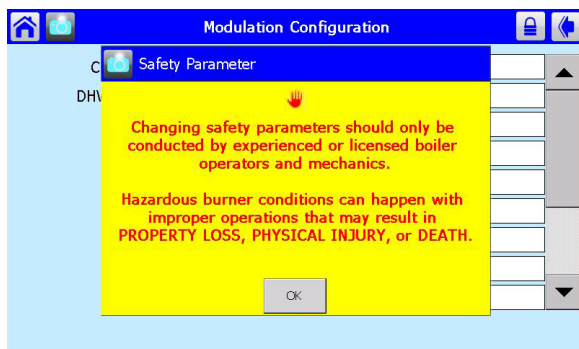 Modulation Configuration
Safety Parameter
C
DHW
Changing safety parameters should only be
conducted by experienced or licensed boiler
operators and mechanics.
Hazardous burner conditions can happen with
improper operations that may result in
PROPERTY LOSS, PHYSICAL INJURY, or DEATH.
OK